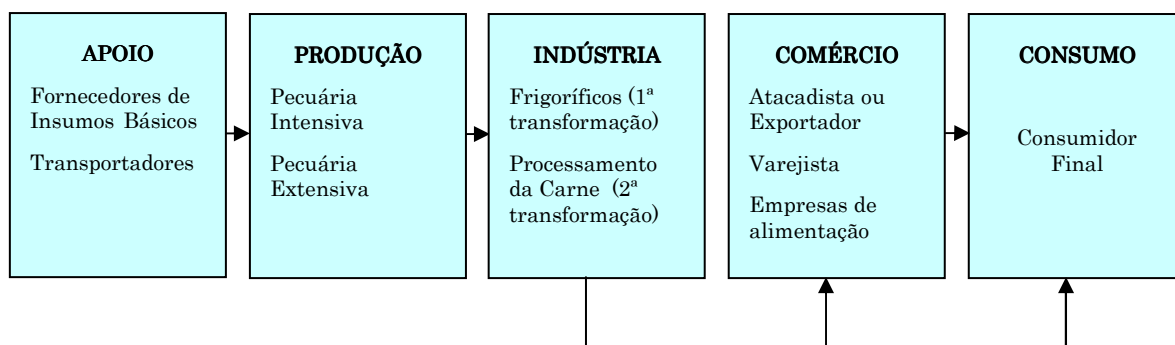 APOIO
Fornecedores de
Insumos Básicos
Transportadores
PRODUÇÃO
Pecuária
Intensiva
Pecuária
Extensiva
INDÚSTRIA
Frigoríficos (1ª
transformação)
Processamento
da Carne (2ª
transformação)
COMÉRCIO
Atacadista ou
Exportador
Varejista
Empresas de
alimentação
CONSUMO
Consumidor
Final